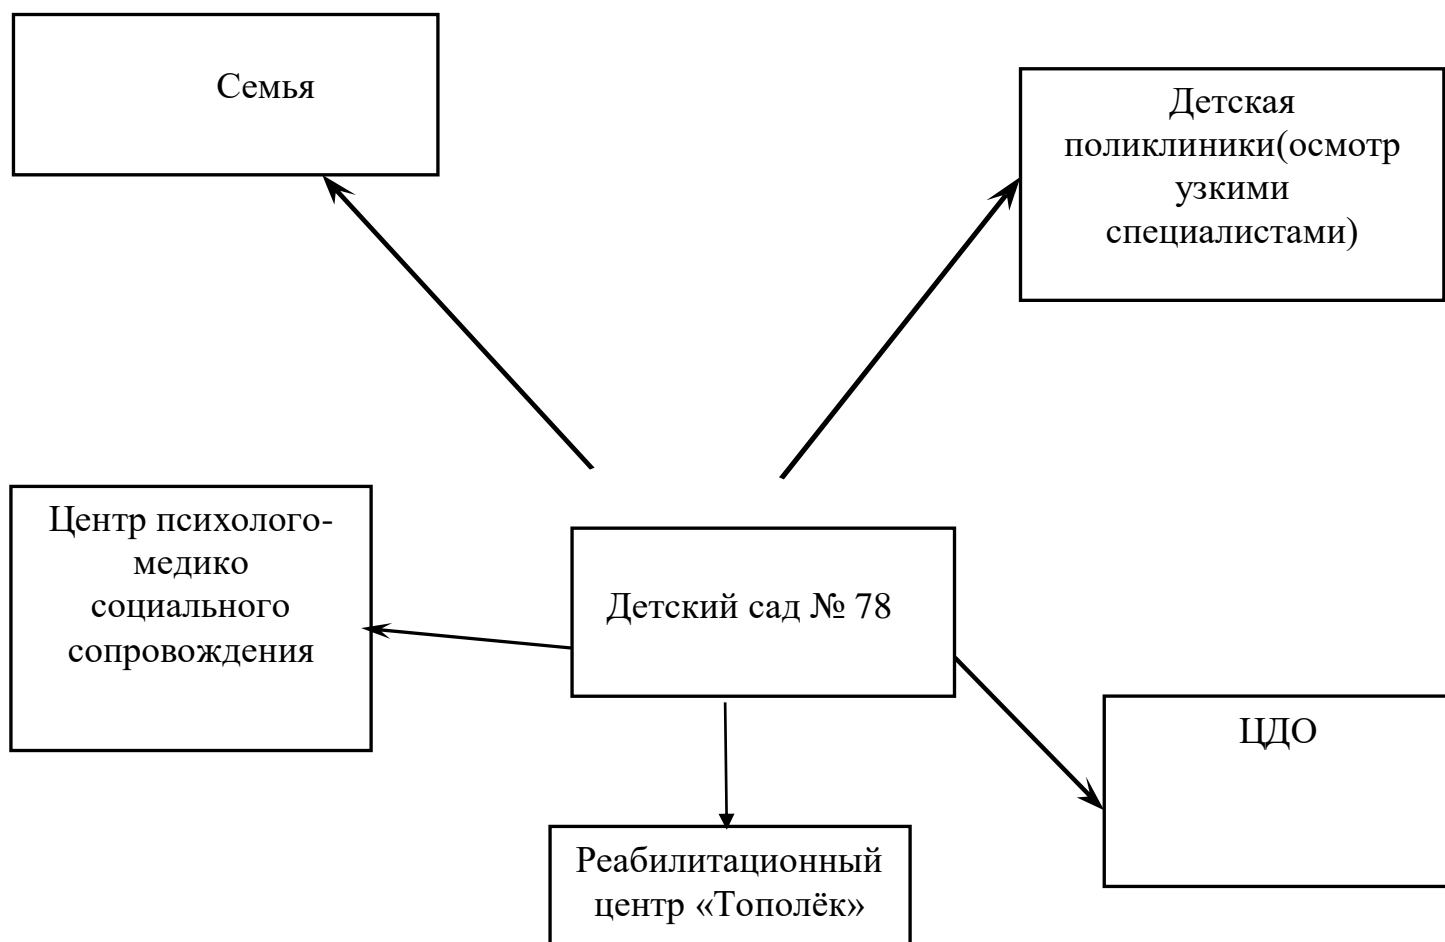 Семья
Детская
поликлиники(осмотр
узкими
специалистами)
Центр психолого-
медико
социального
сопровождения
Детский сад № 78
ЦДО
Реабилитационный
центр «Тополёк»